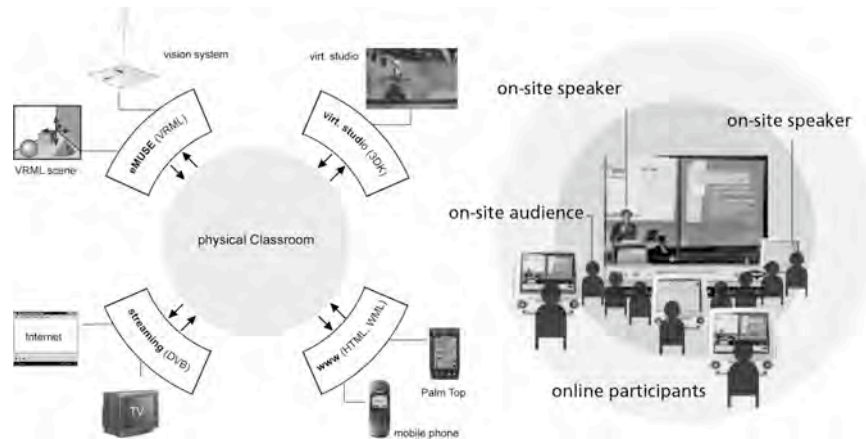 vision system
virt. studio
eMUSE (VRML)
virt. studio (3DK)
VRML scene
physical Classroom
streaming (DVB)
www (HTML, WML)
Internet
TV
Palm Top
mobile phone
on-site speaker
on-site speaker
on-site audience
online participants